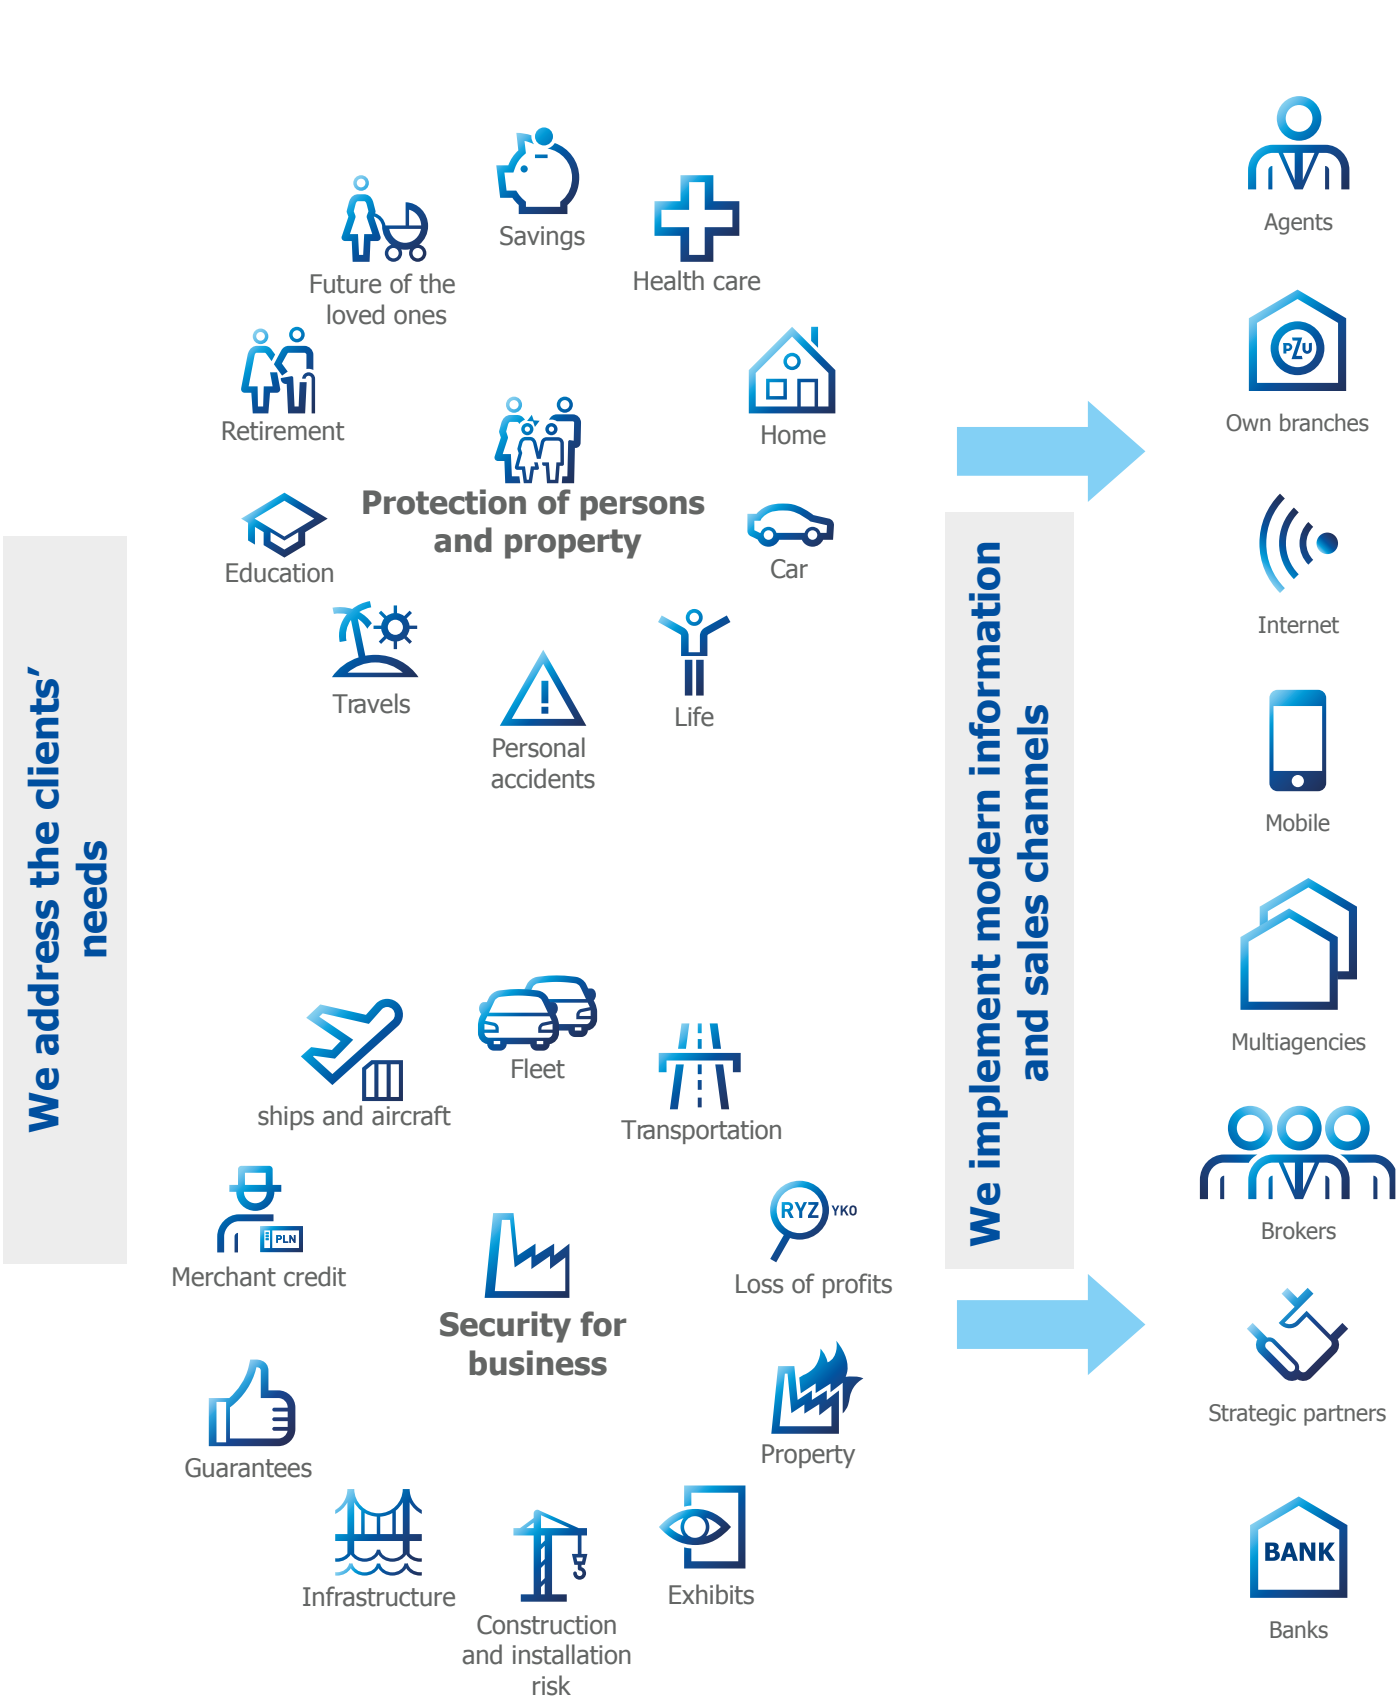 We address the clients’
needs
Savings
Future of the
loved ones
Health care
Retirement
Home
Protection of persons
and property
Education
Car
Travels
Personal
accidents
Life
Fleet
ships and aircraft
Transportation
PLN
Merchant credit
RYZYKO
Loss of profits
Security for
business
Guarantees
Property
Infrastructure
Construction
and installation
risk
Exhibits
We implement modern information
and sales channels
Agents
PZU
Own branches
Internet
Mobile
Multiagencies
Brokers
Strategic partners
BANK
Banks